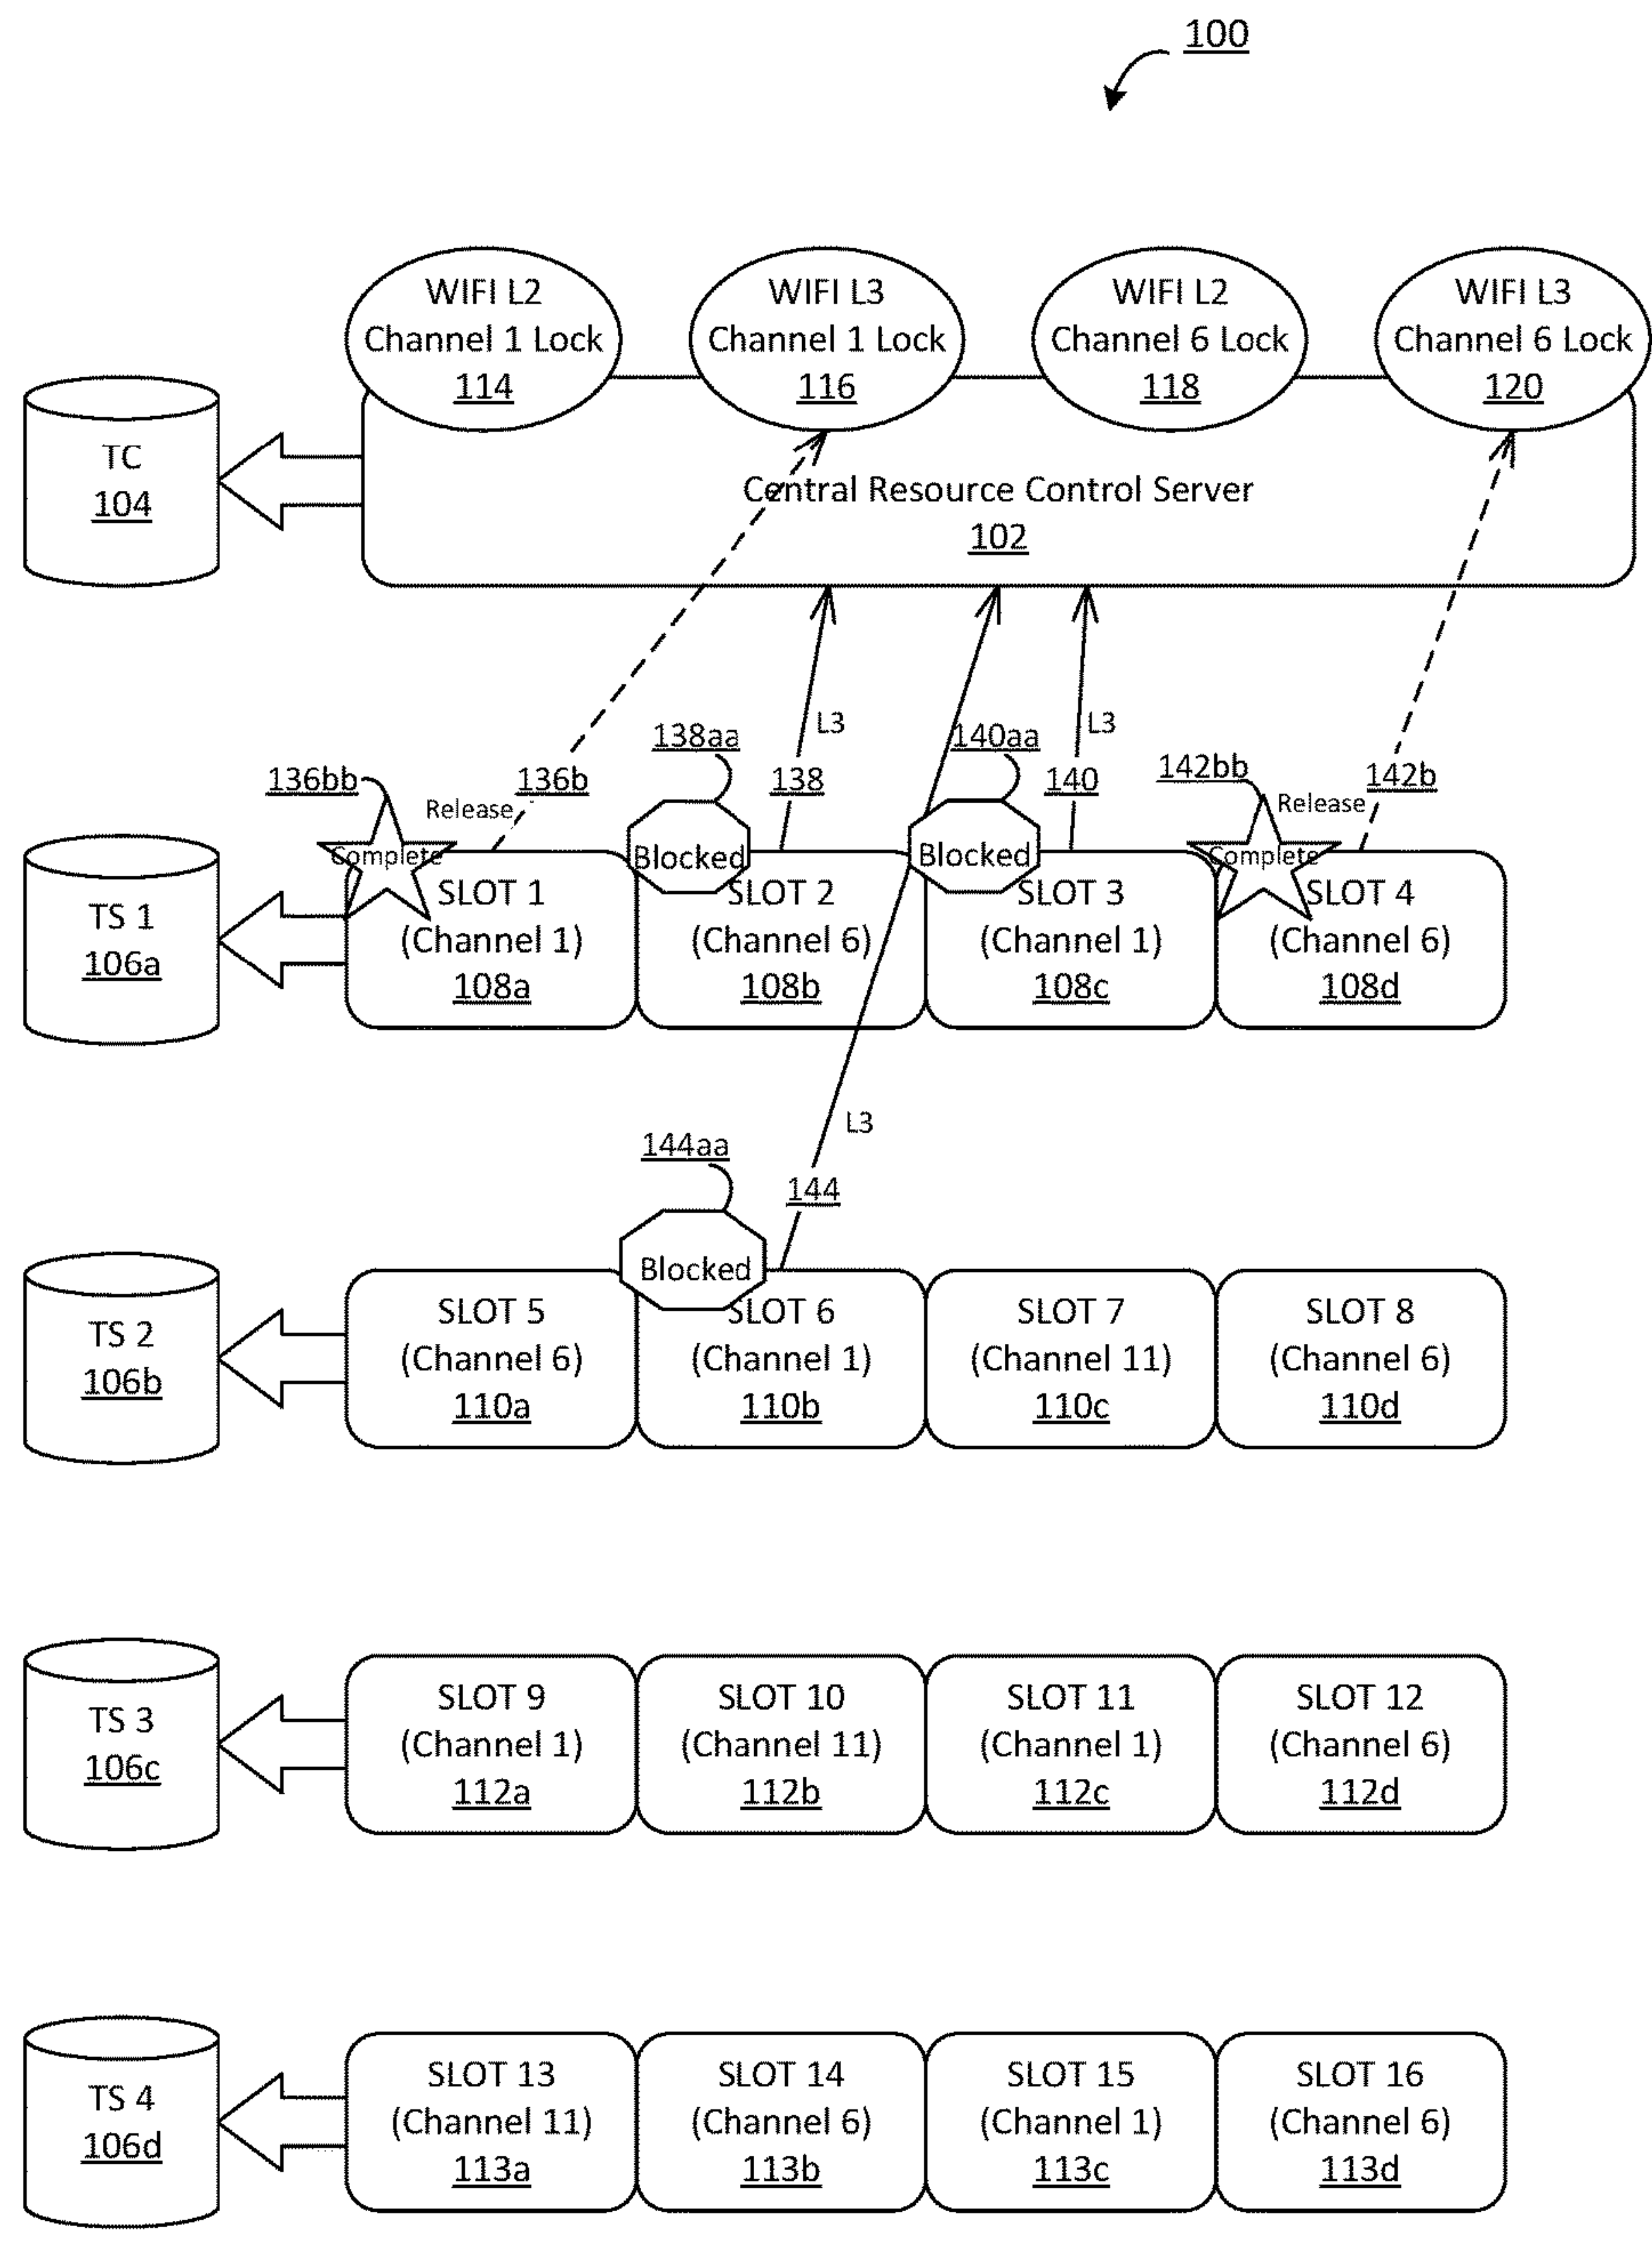 100
WIFI L2
Channel 1 Lock
114
WIFI L3
Channel 1 Lock
116
WIFI L2
Channel 6 Lock
118
WIFI L3
Channel 6 Lock
120
TC
104
Central Resource Control Server
102
138aa
L3
140aa
L3
136bb
Release
136b
138
140
142bb
Release
142b
Complete
Blocked
Blocked
Complete
TS 1
106a
SLOT 1
(Channel 1)
108a
SLOT 2
(Channel 6)
108b
SLOT 3
(Channel 1)
108c
SLOT 4
(Channel 6)
108d
L3
144aa
144
Blocked
TS 2
106b
SLOT 5
(Channel 6)
110a
SLOT 6
(Channel 1)
110b
SLOT 7
(Channel 11)
110c
SLOT 8
(Channel 6)
110d
TS 3
106c
SLOT 9
(Channel 1)
112a
SLOT 10
(Channel 11)
112b
SLOT 11
(Channel 1)
112c
SLOT 12
(Channel 6)
112d
TS 4
106d
SLOT 13
(Channel 11)
113a
SLOT 14
(Channel 6)
113b
SLOT 15
(Channel 1)
113c
SLOT 16
(Channel 6)
113d